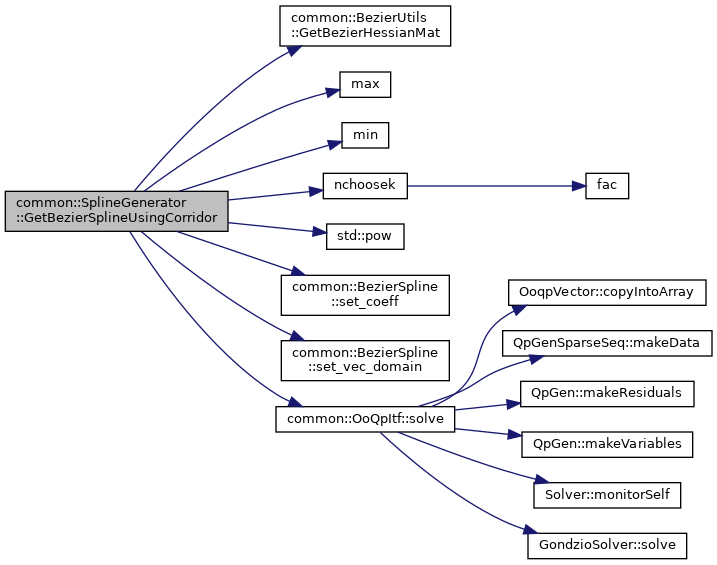 common::BezierUtils
::GetBezierHessianMat
max
min
common::SplineGenerator
::GetBezierSplineUsingCorridor
nchoosek
fac
std::pow
common::BezierSpline
::set_coeff
common::BezierSpline
::set_vec_domain
common::OoQpItf::solve
OoqpVector::copyIntoArray
QpGenSparseSeq::makeData
QpGen::makeResiduals
QpGen::makeVariables
Solver::monitorSelf
GondzioSolver::solve